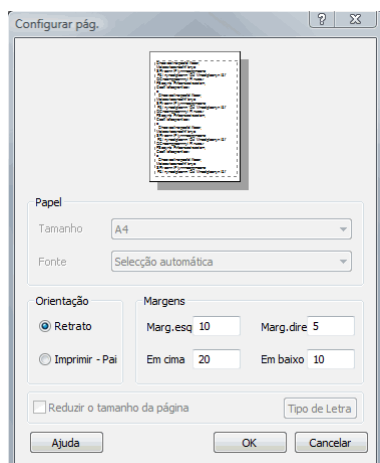 Configurar pág.
Papel
Tamanho A4
Fonte Selecção automática
Orientação Margens
Retrato Marg.esq 10 Marg.dire 5
Imprimir - Pai Em cima 20 Em baixo 10
Reduzir o tamanho da página Tipo de Letra
Ajuda OK Cancelar